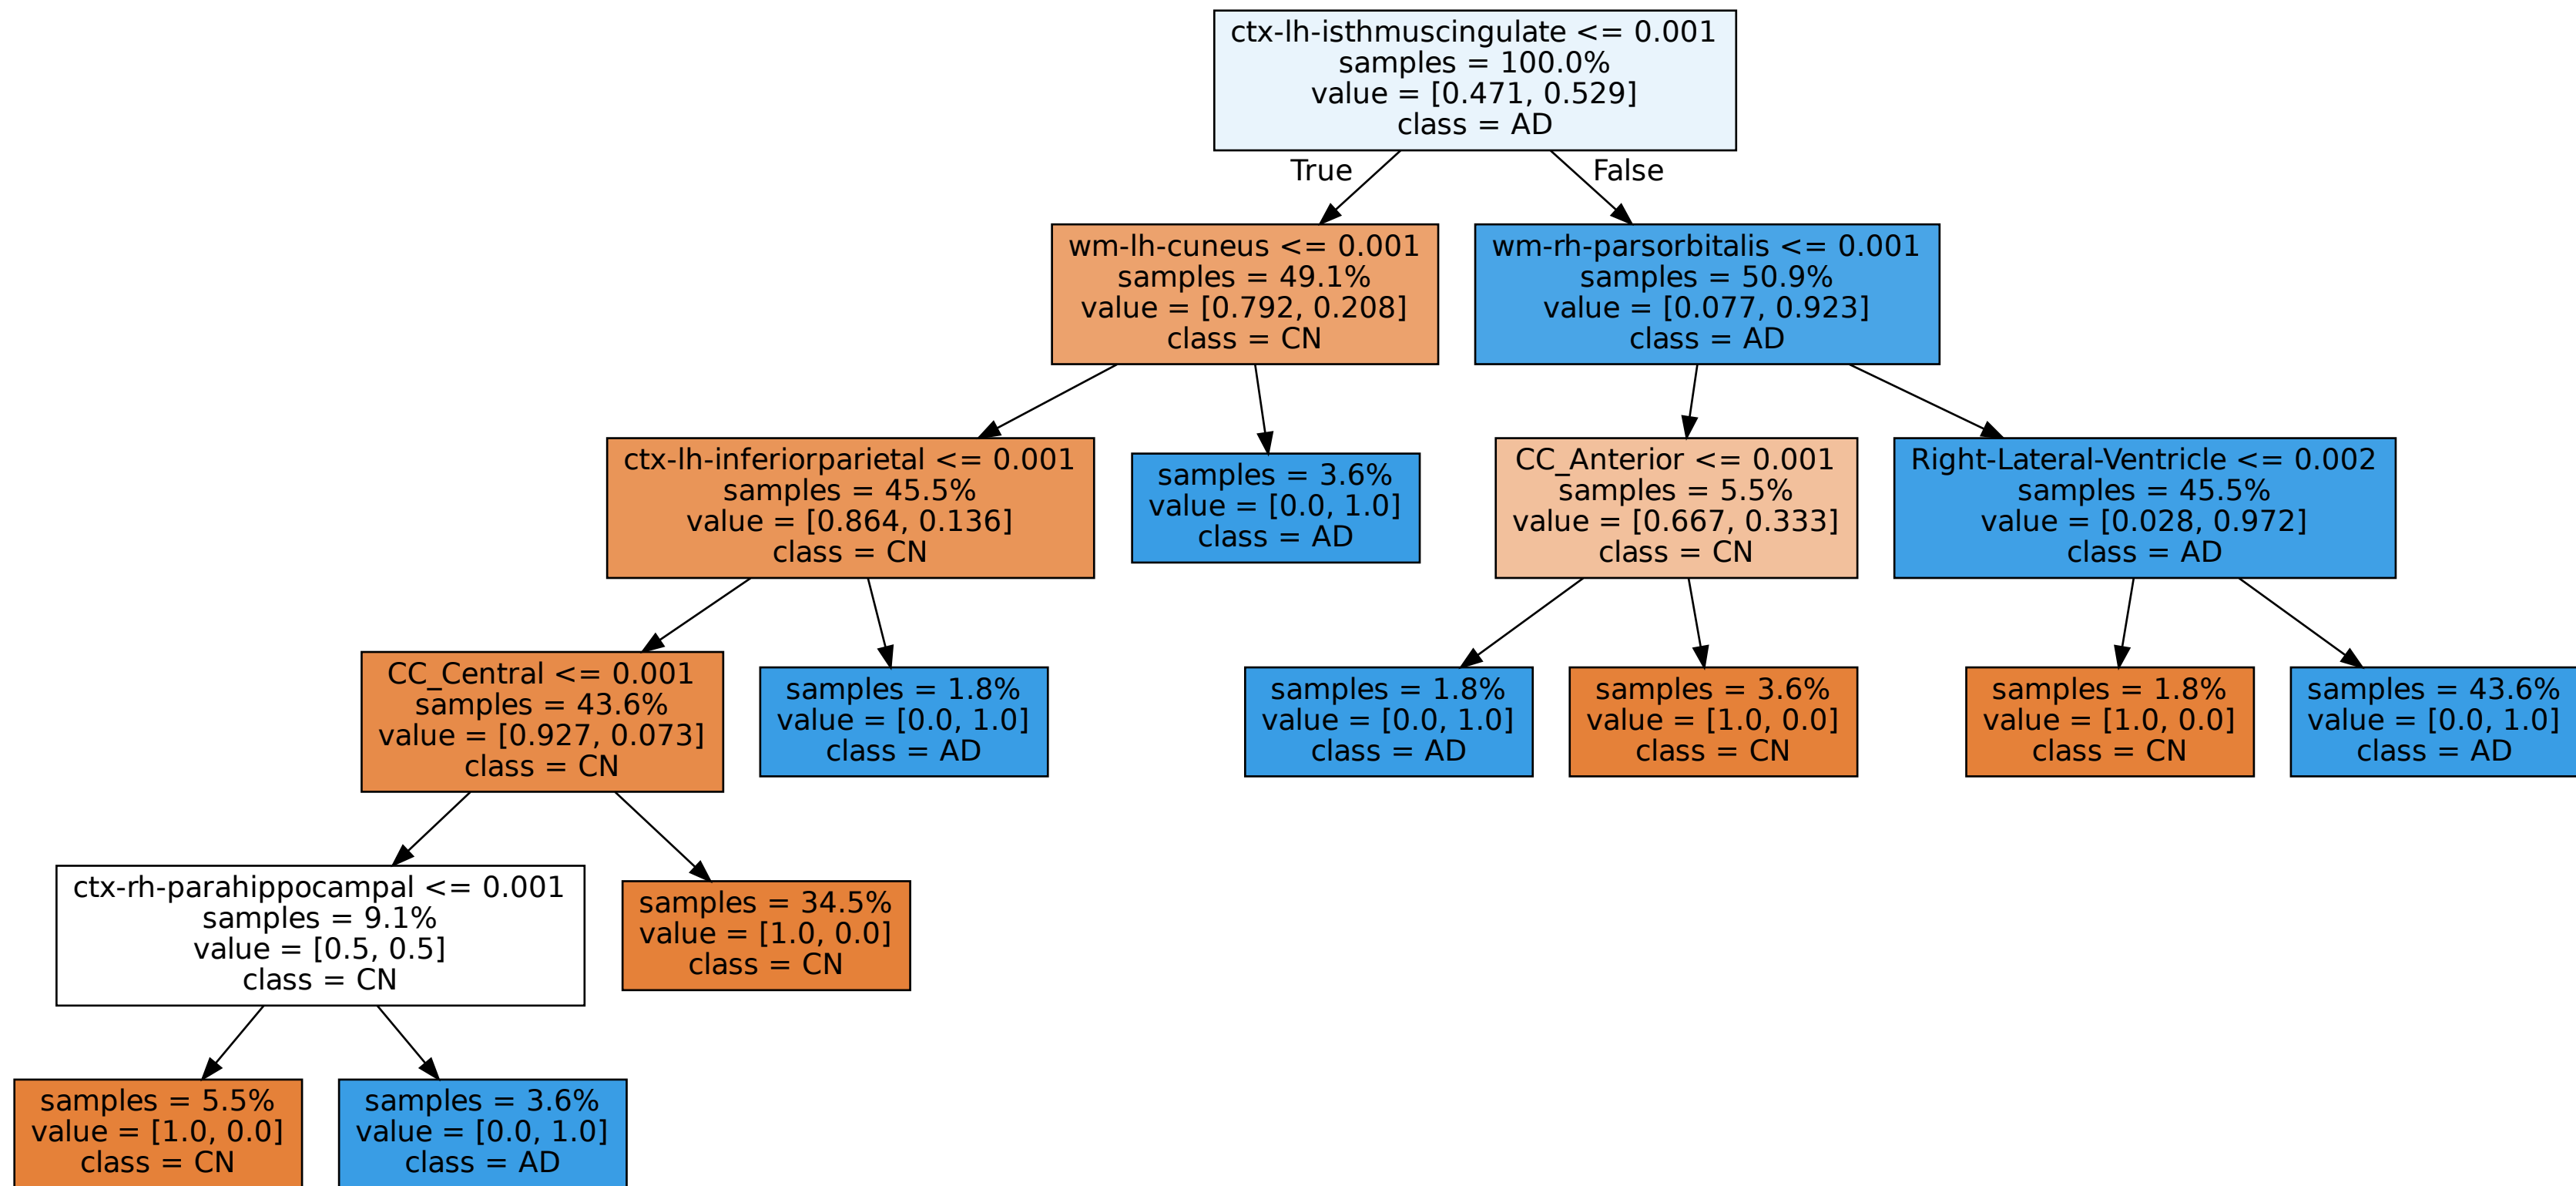 ctx-lh-isthmuscingulate <= 0.001
samples = 100.0%
value = [0.471, 0.529]
class = AD
True
False
wm-lh-cuneus <= 0.001
samples = 49.1%
value = [0.792, 0.208]
class = CN
wm-rh-parsorbitalis <= 0.001
samples = 50.9%
value = [0.077, 0.923]
class = AD
ctx-lh-inferiorparietal <= 0.001
samples = 45.5%
value = [0.864, 0.136]
class = CN
samples = 3.6%
value = [0.0, 1.0]
class = AD
CC_Anterior <= 0.001
samples = 5.5%
value = [0.667, 0.333]
class = CN
Right-Lateral-Ventricle <= 0.002
samples = 45.5%
value = [0.028, 0.972]
class = AD
CC_Central <= 0.001
samples = 43.6%
value = [0.927, 0.073]
class = CN
samples = 1.8%
value = [0.0, 1.0]
class = AD
samples = 1.8%
value = [0.0, 1.0]
class = AD
samples = 3.6%
value = [1.0, 0.0]
class = CN
samples = 1.8%
value = [1.0, 0.0]
class = CN
samples = 43.6%
value = [0.0, 1.0]
class = AD
ctx-rh-parahippocampal <= 0.001
samples = 9.1%
value = [0.5, 0.5]
class = CN
samples = 34.5%
value = [1.0, 0.0]
class = CN
samples = 5.5%
value = [1.0, 0.0]
class = CN
samples = 3.6%
value = [0.0, 1.0]
class = AD